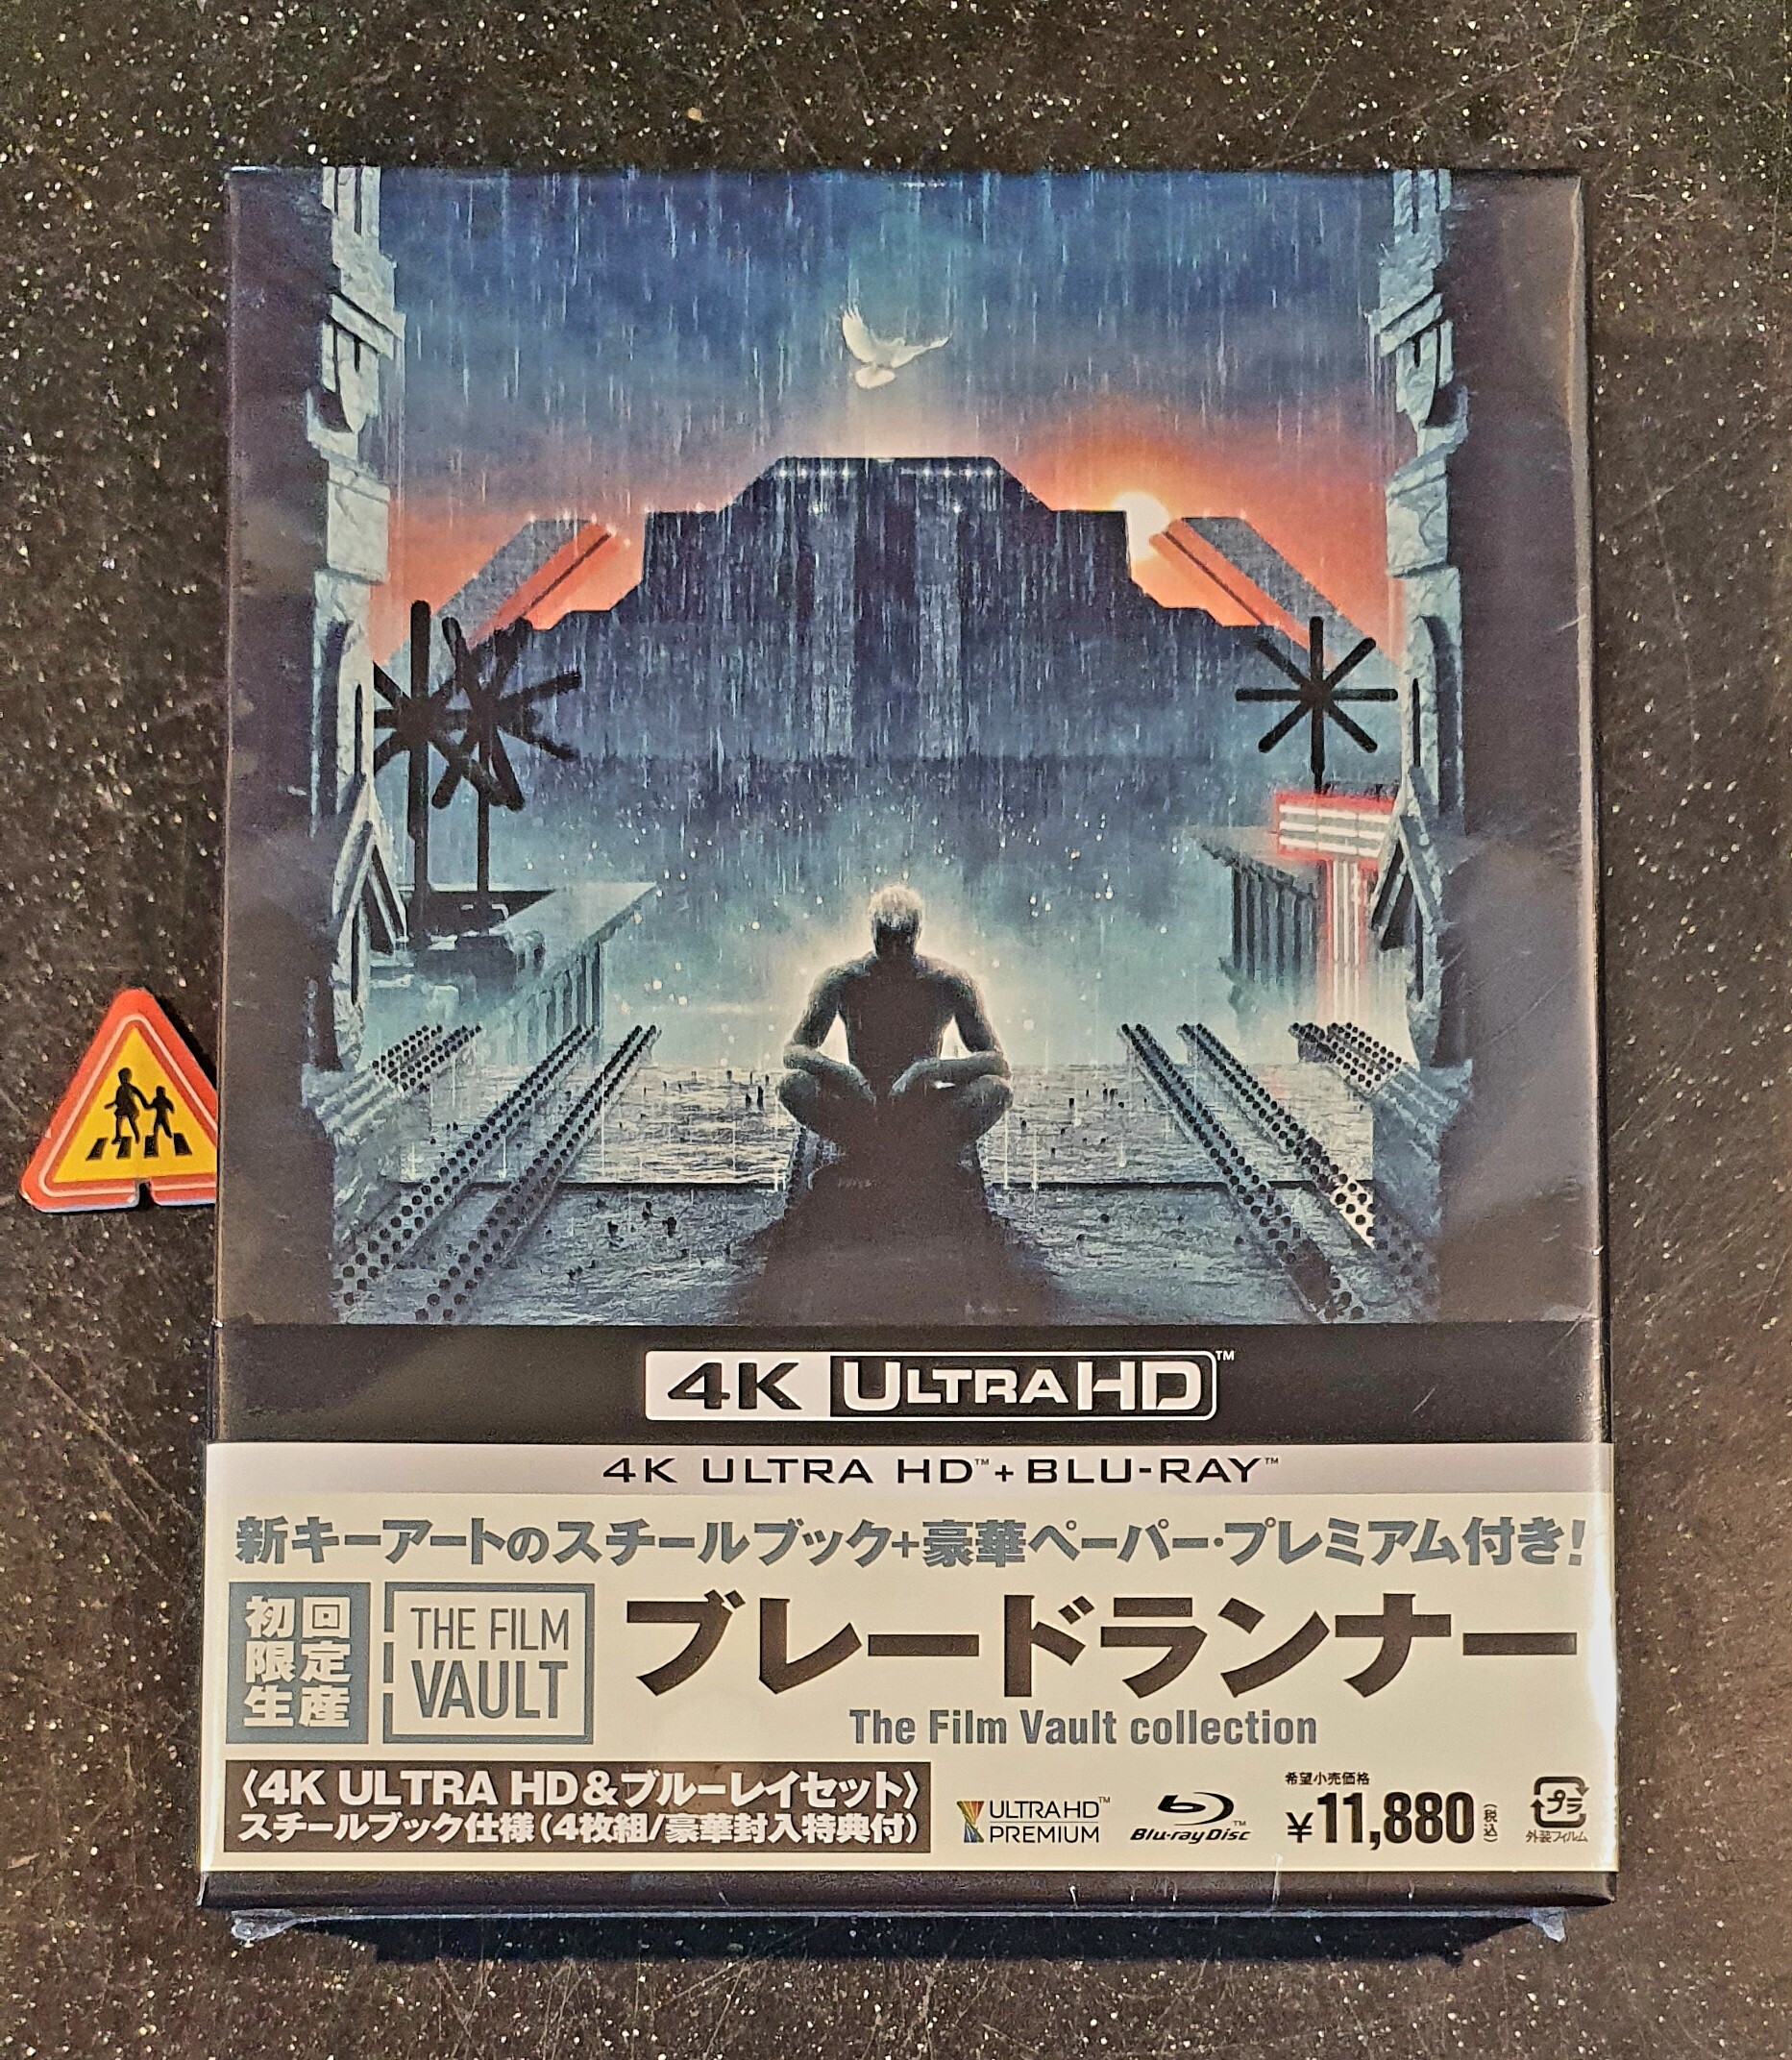 4K ULTRAHD™
4K ULTRA HD™+BLU-RAY™
新キーアートのスチールブック+豪華ペーパー・プレミアム付き!
初回
限定
生産
THE FILM
VAULT
ブレードランナー
The Film Vault collection
〈4K ULTRA HD&ブルーレイセット〉
スチールブック仕様(4枚組/豪華封入特典付)
ULTRA HD™
PREMIUM
Blu-ray Disc™
希望小売価格
¥11,880(税込)
プラ
外装フィルム